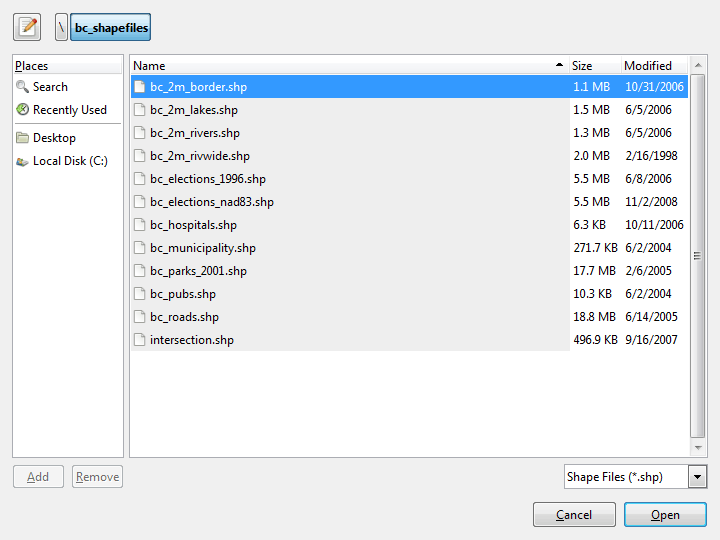 \ bc_shapefiles
Places
Search
Recently Used
Desktop
Local Disk (C:)
Name Size Modified
bc_2m_border.shp 1.1 MB 10/31/2006
bc_2m_lakes.shp 1.5 MB 6/5/2006
bc_2m_rivers.shp 1.3 MB 6/5/2006
bc_2m_rivwide.shp 2.0 MB 2/16/1998
bc_elections_1996.shp 5.5 MB 6/8/2006
bc_elections_nad83.shp 5.5 MB 11/2/2008
bc_hospitals.shp 6.3 KB 10/11/2006
bc_municipality.shp 271.7 KB 6/2/2004
bc_parks_2001.shp 17.7 MB 2/6/2005
bc_pubs.shp 10.3 KB 6/2/2004
bc_roads.shp 18.8 MB 6/14/2005
intersection.shp 496.9 KB 9/16/2007
Add Remove
Shape Files (*.shp)
Cancel Open